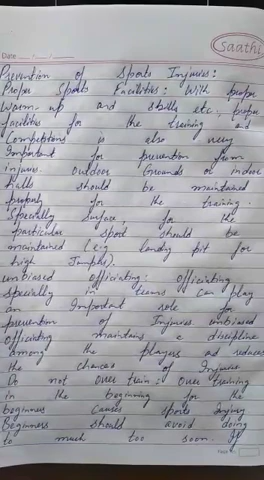 Saathi
Date
Prevention of Sports Injuries:
Proper Sports Facilities: With proper
warm up and skills etc., proper
facilities for the training and
Competitions is also very
Important for prevention from
injuries. Outdoor Grounds or indoor
halls should be maintained
properly for the training.
Specially surface for the
particular sport should be
maintained (e.g landing pit for
high Jumps).
unbiased officiating: officiating
specially in teams can play
an Important role for
prevention of Injuries unbiased
officiating maintains a discipline
among the players ad reduces
the chances of Injuries
Do not over train: Over training
in the beginning for the
beginners causes sports Injury
Beginners should avoid doing
to much too soon. If